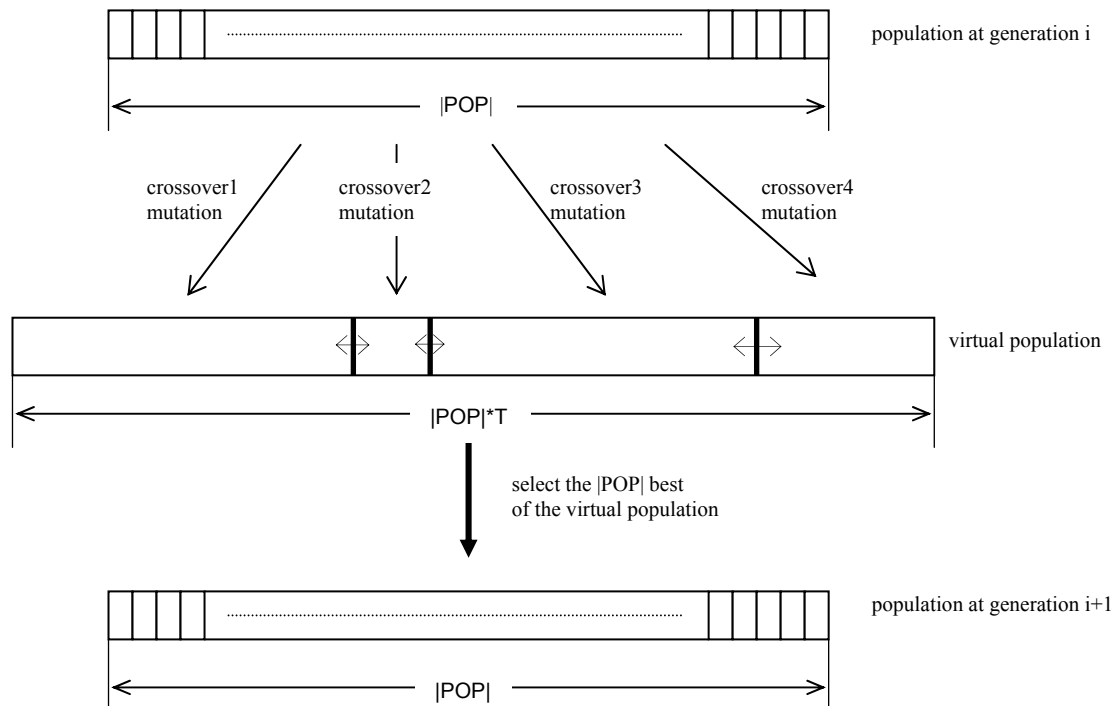 population at generation i
|POP|
crossover1
mutation
crossover2
mutation
crossover3
mutation
crossover4
mutation
virtual population
|POP|*T
select the |POP| best
of the virtual population
population at generation i+1
|POP|